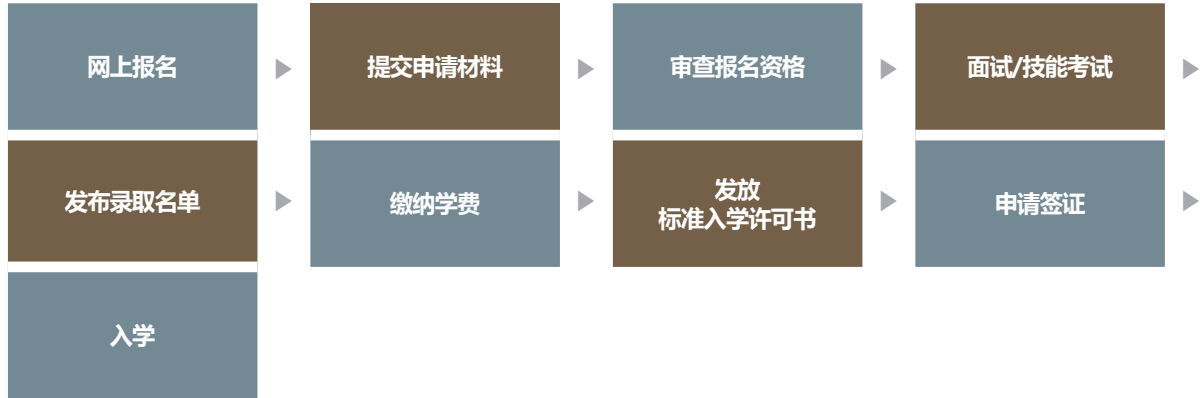 网上报名
提交申请材料
审查报名资格
面试/技能考试
发布录取名单
缴纳学费
发放
标准入学许可书
申请签证
入学